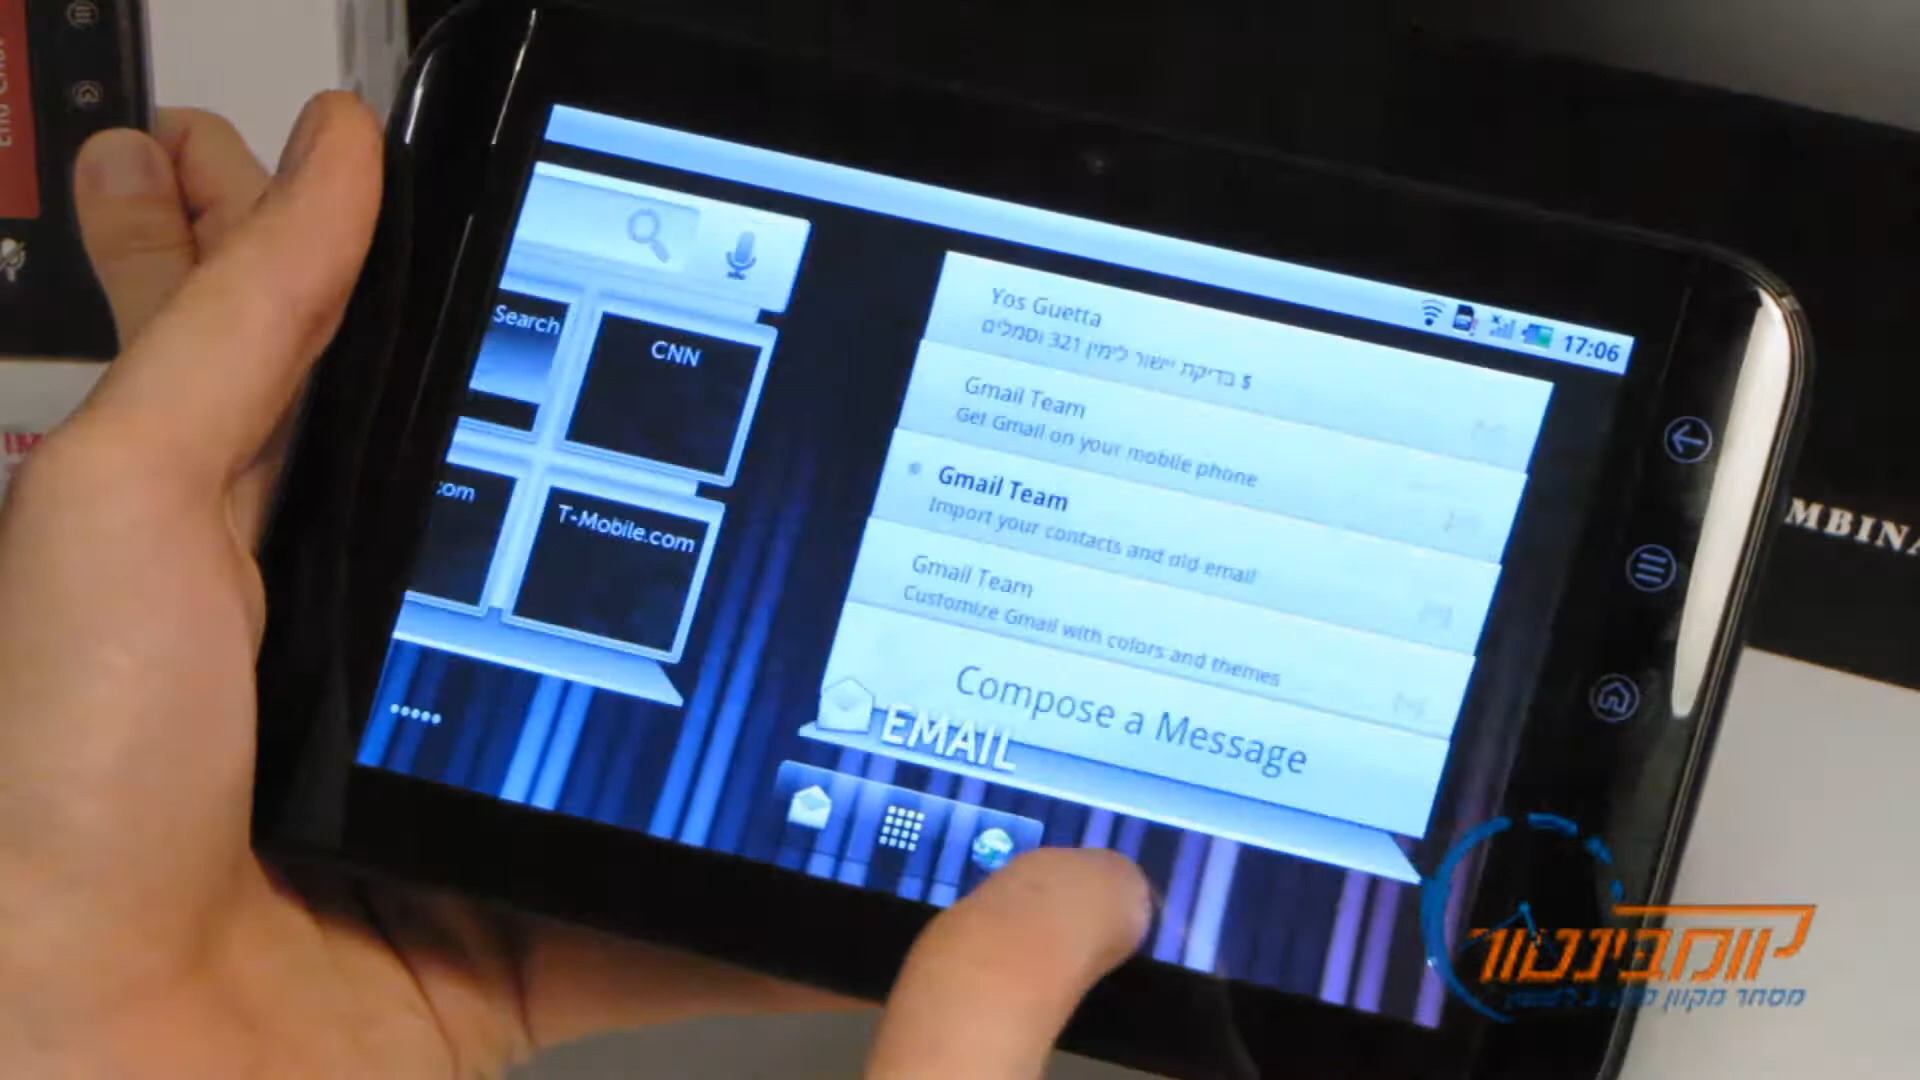 17:06
Search
CNN
.com
T-Mobile.com
Yos Guetta
$ בדיקת יישור לימין 321 וסמלים
Gmail Team
Get Gmail on your mobile phone
Gmail Team
Import your contacts and old email
Gmail Team
Customize Gmail with colors and themes
Compose a Message
EMAIL
MBINA
קומבינטור
מסחר מקוון